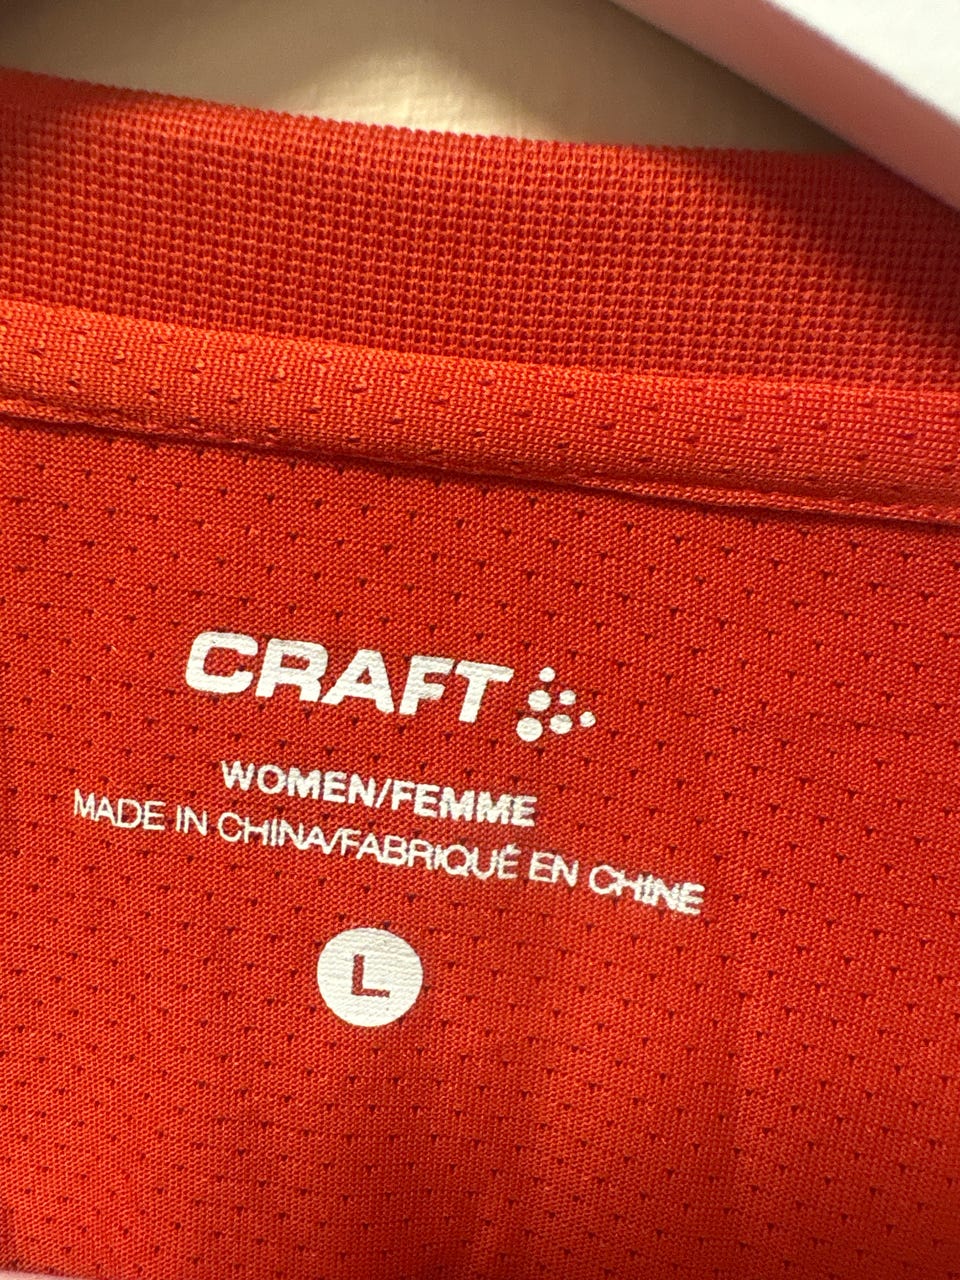 CRAFT
WOMEN/FEMME
MADE IN CHINA/FABRIQUÉ EN CHINE
L